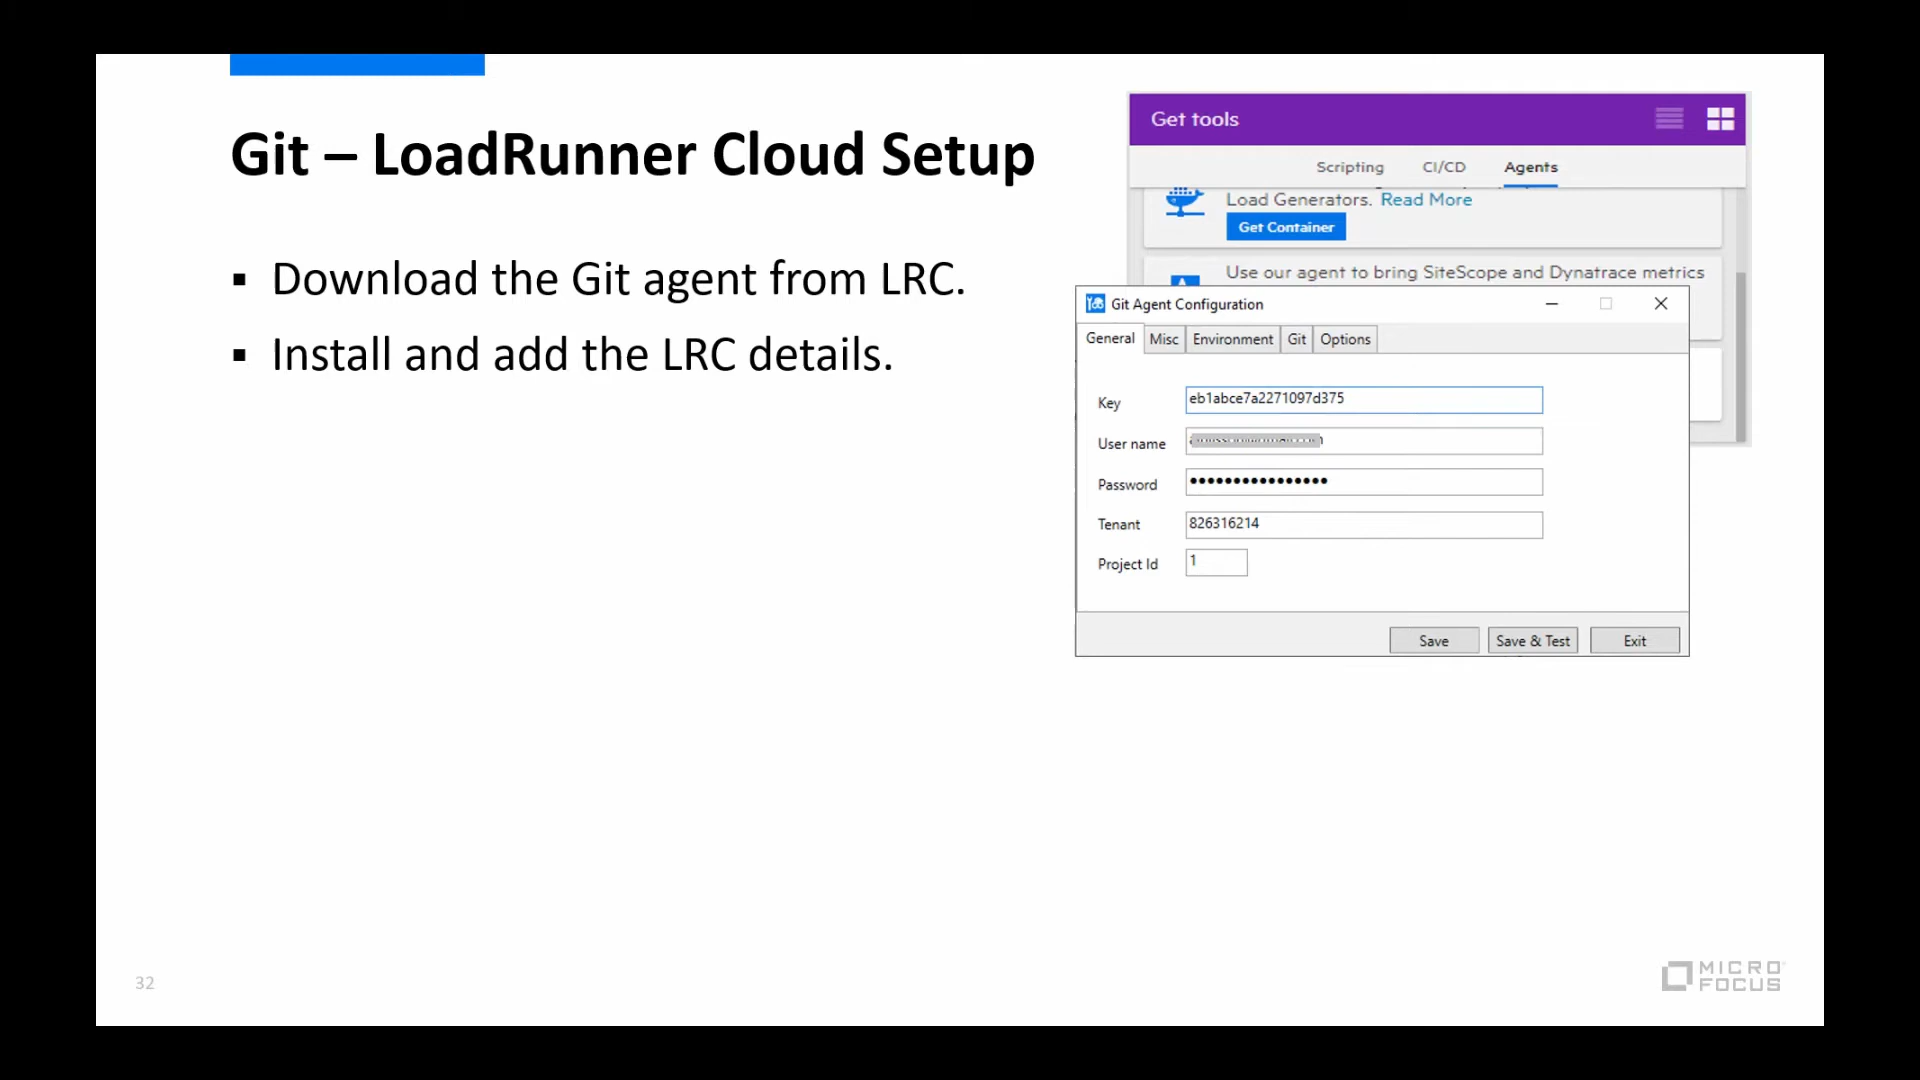 Git – LoadRunner Cloud Setup
▪ Download the Git agent from LRC.
▪ Install and add the LRC details.
Get tools
Scripting CI/CD Agents
Load Generators. Read More
Get Container
Use our agent to bring SiteScope and Dynatrace metrics
Git Agent Configuration
General Misc Environment Git Options
Key eb1abce7a2271097d375
User name
Password ••••••••••••••••
Tenant 826316214
Project Id 1
Save Save & Test Exit
32
MICRO
FOCUS